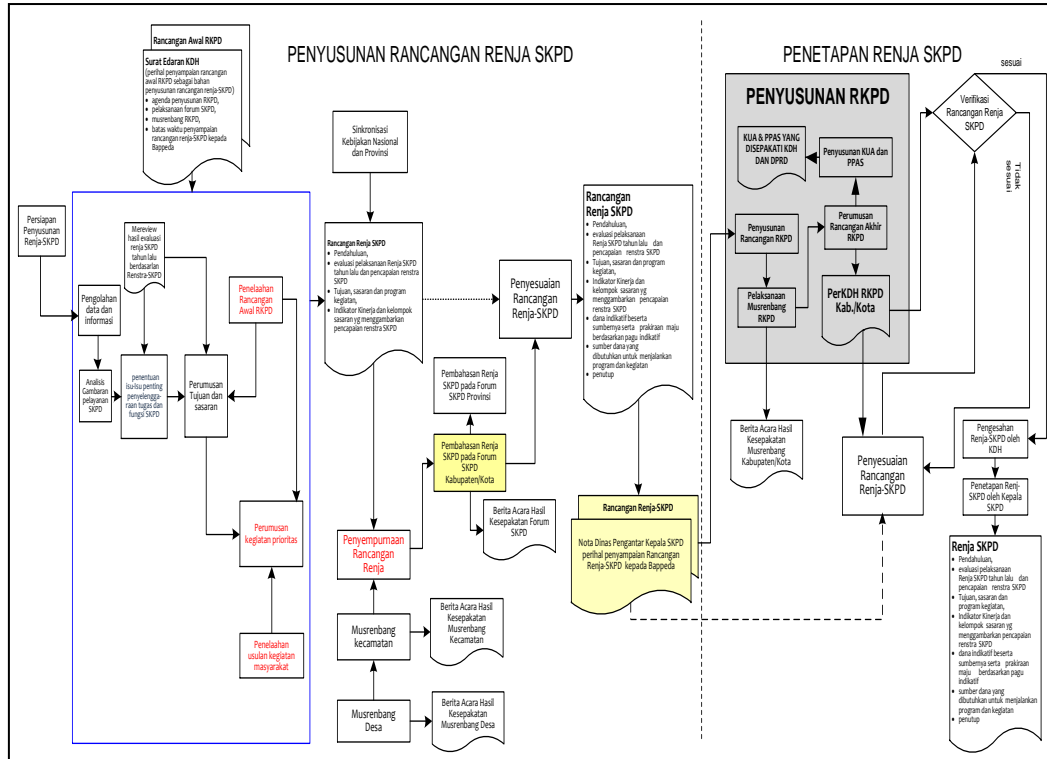 PENYUSUNAN RANCANGAN RENJA SKPD
PENETAPAN RENJA SKPD
Rancangan Awal RKPD
Surat Edaran KDH
(perihal penyampaian rancangan
awal RKPD sebagai bahan
penyusunan rancangan renja-SKPD)
• agenda penyusunan RKPD,
• pelaksanaan forum SKPD,
• musrenbang RKPD,
• batas waktu penyampaian
rancangan renja-SKPD kepada
Bappeda
Persiapan
Penyusunan
Renja-SKPD
Pengolahan
data dan
informasi
Analisis
Gambaran
pelayanan
SKPD
Mereview
hasil evaluasi
renja SKPD
tahun lalu
berdasarlan
Renstra-SKPD
penentuan
isu-Isu penting
penyelengga-
raan tugas dan
fungsi SKPD
Perumusan
Tujuan dan
sasaran
Penelaahan
Rancangan
Awal RKPD
Perumusan
kegiatan prioritas
Penelaahan
usulan kegiatan
masyarakat
Sinkronisasi
Kebijakan Nasional
dan Provinsi
Rancangan Renja SKPD
• Pendahuluan,
• evaluasi pelaksanaan Renja SKPD
tahun lalu dan pencapaian renstra
SKPD
• Tujuan, sasaran dan program
kegiatan,
• Indikator Kinerja dan kelompok
sasaran yg menggambarkan
pencapaian renstra SKPD
Penyempurnaan
Rancangan
Renja
Musrenbang
kecamatan
Musrenbang
Desa
Berita Acara Hasil
Kesepakatan
Musrenbang
Kecamatan
Berita Acara Hasil
Kesepakatan
Musrenbang Desa
Pembahasan Renja
SKPD pada Forum
SKPD Provinsi
Pembahasan Renja
SKPD pada Forum
SKPD
Kabupaten/Kota
Berita Acara Hasil
Kesepakatan Forum
SKPD
Penyesuaian
Rancangan
Renja-SKPD
Rancangan
Renja SKPD
• Pendahuluan,
• evaluasi pelaksanaan
Renja SKPD tahun lalu dan
pencapaian renstra SKPD
• Tujuan, sasaran dan program
kegiatan,
• Indikator Kinerja dan
kelompok sasaran yg
menggambarkan pencapaian
renstra SKPD
• dana indikatif beserta
sumbernya serta prakiraan maju
berdasarkan pagu indikatif
• sumber dana yang
dibutuhkan untuk menjalankan
program dan kegiatan
• penutup
Rancangan Renja-SKPD
Nota Dinas Pengantar Kepala SKPD
perihal penyampaian Rancangan
Renja-SKPD kepada Bappeda
PENYUSUNAN RKPD
KUA & PPAS YANG
DISEPAKATI KDH
DAN DPRD
Penyusunan KUA dan
PPAS
Penyusunan
Rancangan RKPD
Perumusan
Rancangan Akhir
RKPD
Pelaksanaan
Musrenbang
RKPD
PerKDH RKPD
Kab./Kota
Berita Acara Hasil
Kesepakatan
Musrenbang
Kabupaten/Kota
Penyesuaian
Rancangan
Renja-SKPD
sesuai
Verifikasi
Rancangan Renja
SKPD
Tidak
sesuai
Pengesahan
Renja-SKPD oleh
KDH
Penetapan Renj-
SKPD oleh Kepala
SKPD
Renja SKPD
• Pendahuluan,
• evaluasi pelaksanaan
Renja SKPD tahun lalu dan
pencapaian renstra SKPD
• Tujuan, sasaran dan
program kegiatan,
• Indikator Kinerja dan
kelompok sasaran yg
menggambarkan pencapaian
renstra SKPD
• dana indikatif beserta
sumbernya serta prakiraan
maju berdasarkan pagu
indikatif
• sumber dana yang
dibutuhkan untuk menjalankan
program dan kegiatan
• penutup